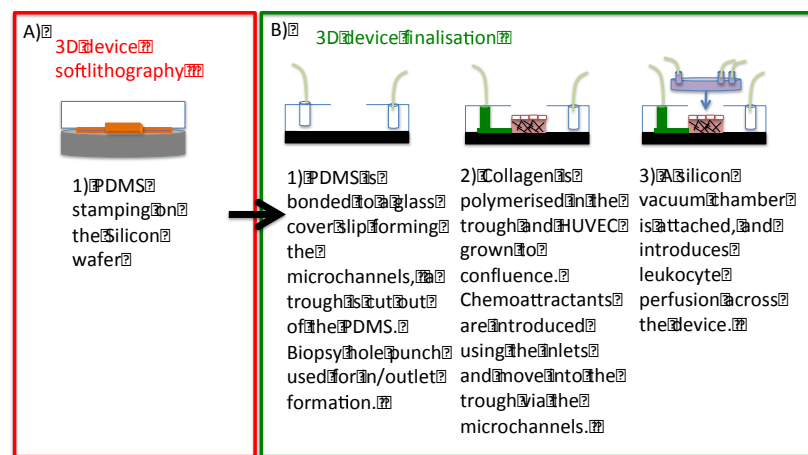 A)
3D device
softlithography
1) PDMS
stamping on
the Silicon
wafer
B)
3D device finalisation
1) PDMS is
bonded to a glass
cover slip forming
the
microchannels, a
trough is cut out
of the PDMS.
Biopsy hole punch
used for in/outlet
formation.
2) Collagen is
polymerised in the
trough and HUVEC
grown to
confluence.
Chemoattractants
are introduced
using the inlets
and move into the
trough via the
microchannels.
3) A silicon
vacuum chamber
is attached, and
introduces
leukocyte
perfusion across
the device.